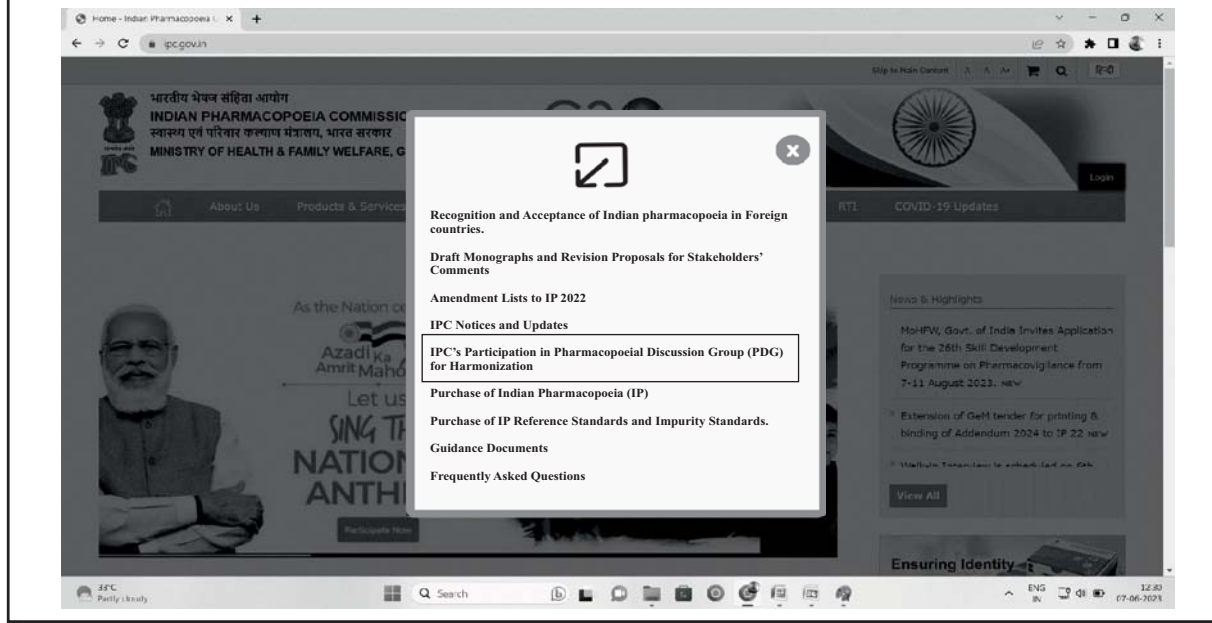 Home - Indian Pharmacopoeia
ipc.gov.in
Skip to Main Content A A A+ हिन्दी
भारतीय भेषज संहिता आयोग
INDIAN PHARMACOPOEIA COMMISSIO
स्वास्थ्य एवं परिवार कल्याण मंत्रालय, भारत सरकार
MINISTRY OF HEALTH & FAMILY WELFARE, G
IPC
Login
About Us Products & Services RTI COVID-19 Updates
Recognition and Acceptance of Indian pharmacopoeia in Foreign
countries.
Draft Monographs and Revision Proposals for Stakeholders’
Comments
Amendment Lists to IP 2022
IPC Notices and Updates
IPC’s Participation in Pharmacopoeial Discussion Group (PDG)
for Harmonization
Purchase of Indian Pharmacopoeia (IP)
Purchase of IP Reference Standards and Impurity Standards.
Guidance Documents
Frequently Asked Questions
As the Nation ce
Azadi Ka
Amrit Maho
Let us
SING TH
NATION
ANTHE
Participate Now
News & Highlights
MoHFW, Govt. of India Invites Application
for the 26th Skill Development
Programme on Pharmacovigilance from
7-11 August 2023. NEW
Extension of GeM tender for printing &
binding of Addendum 2024 to IP 22 NEW
View All
Ensuring Identity
33°C
Partly cloudy
Search
ENG
IN
12:30
07-06-2023